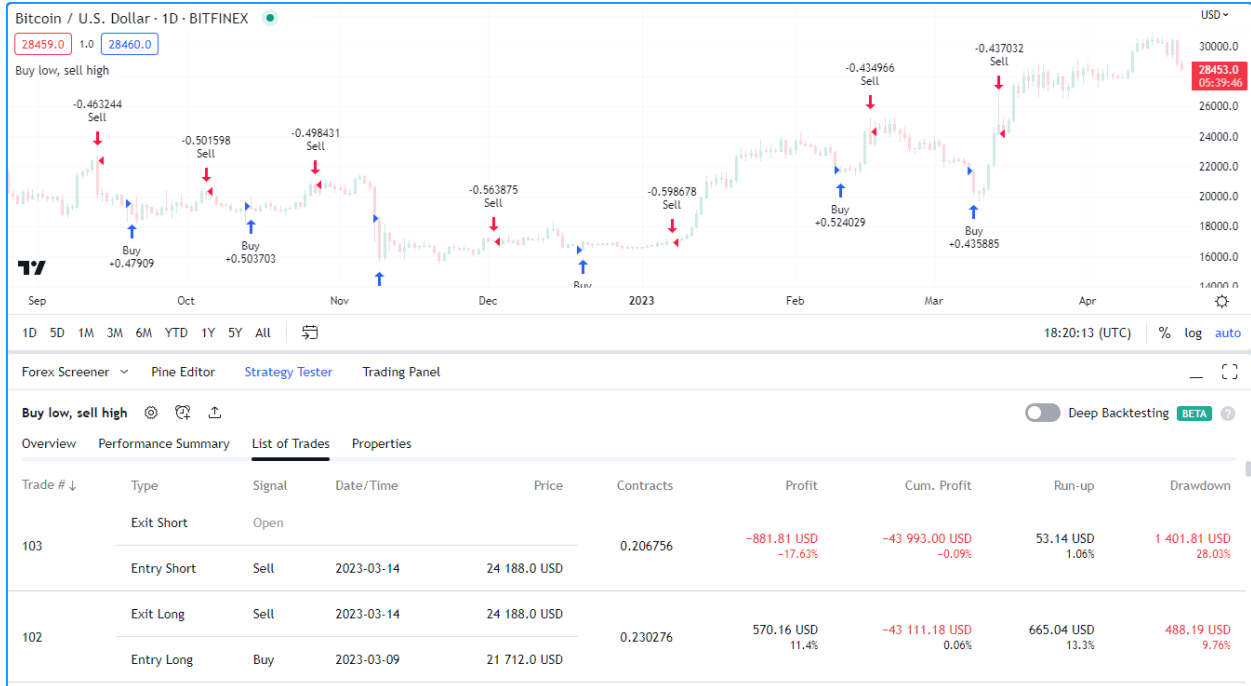 Bitcoin / U.S. Dollar · 1D · BITFINEX
USD
28459.0 1.0 28460.0
Buy low, sell high
30000.0
28453.0
05:39:46
26000.0
24000.0
22000.0
20000.0
18000.0
16000.0
14000.0
-0.463244
Sell
-0.501598
Sell
-0.498431
Sell
-0.563875
Sell
-0.598678
Sell
-0.434966
Sell
-0.437032
Sell
Buy
+0.47909
Buy
+0.503703
Buy
Buy
+0.524029
Buy
+0.435885
Sep Oct Nov Dec 2023 Feb Mar Apr
1D 5D 1M 3M 6M YTD 1Y 5Y All 18:20:13 (UTC) % log auto
Forex Screener Pine Editor Strategy Tester Trading Panel
Buy low, sell high Deep Backtesting BETA ?
Overview Performance Summary List of Trades Properties
Trade # ↓ Type Signal Date/Time Price Contracts Profit Cum. Profit Run-up Drawdown
Exit Short Open
103 0.206756 −881.81 USD −43 993.00 USD 53.14 USD 1 401.81 USD
−17.63% −0.09% 1.06% 28.03%
Entry Short Sell 2023-03-14 24 188.0 USD
Exit Long Sell 2023-03-14 24 188.0 USD
102 0.230276 570.16 USD −43 111.18 USD 665.04 USD 488.19 USD
11.4% 0.06% 13.3% 9.76%
Entry Long Buy 2023-03-09 21 712.0 USD